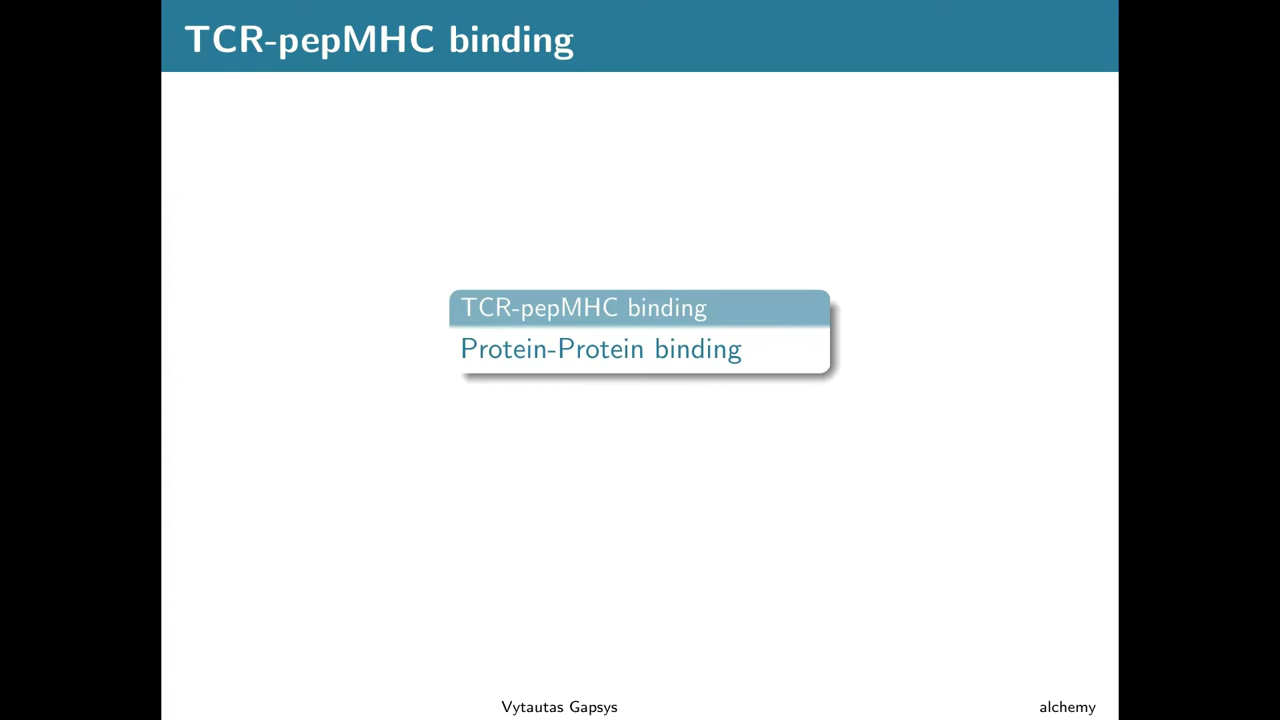 TCR-pepMHC binding
TCR-pepMHC binding
Protein-Protein binding
Vytautas Gapsys
alchemy